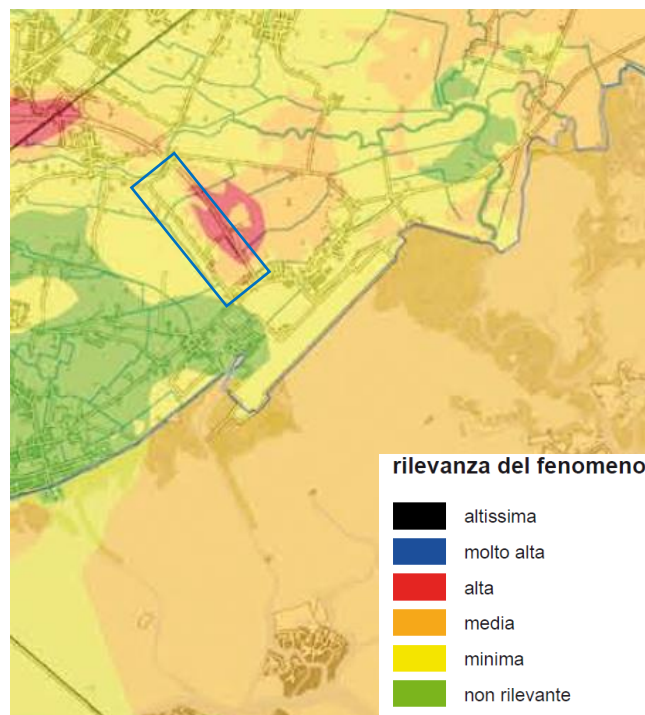 rilevanza del fenomeno
altissima
molto alta
alta
media
minima
non rilevante